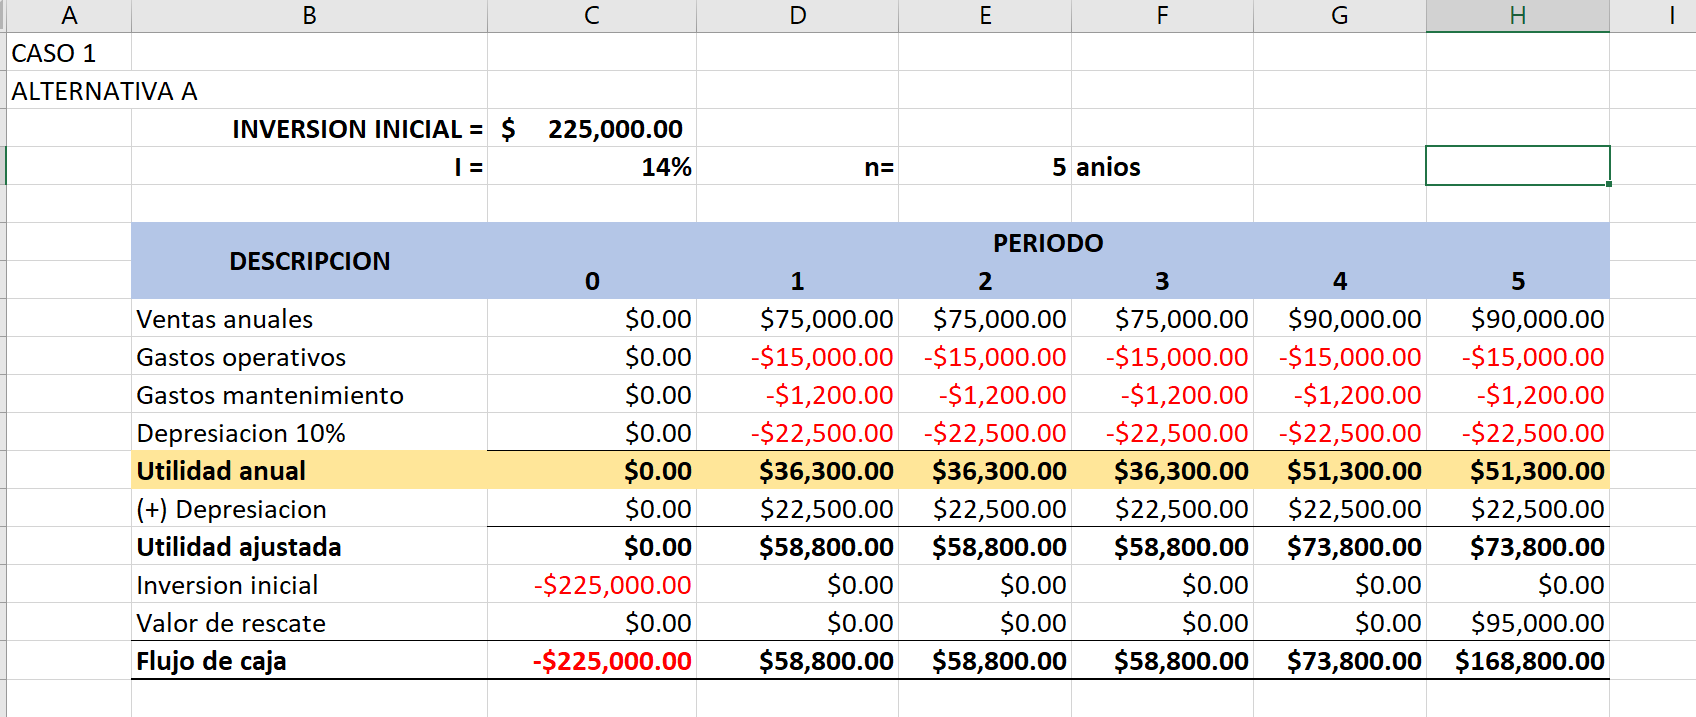 A B C D E F G H I
CASO 1
ALTERNATIVA A
INVERSION INICIAL = $ 225,000.00
I = 14% n= 5 anios
PERIODO
DESCRIPCION
0 1 2 3 4 5
Ventas anuales $0.00 $75,000.00 $75,000.00 $75,000.00 $90,000.00 $90,000.00
Gastos operativos $0.00 -$15,000.00 -$15,000.00 -$15,000.00 -$15,000.00 -$15,000.00
Gastos mantenimiento $0.00 -$1,200.00 -$1,200.00 -$1,200.00 -$1,200.00 -$1,200.00
Depresiacion 10% $0.00 -$22,500.00 -$22,500.00 -$22,500.00 -$22,500.00 -$22,500.00
Utilidad anual $0.00 $36,300.00 $36,300.00 $36,300.00 $51,300.00 $51,300.00
(+) Depresiacion $0.00 $22,500.00 $22,500.00 $22,500.00 $22,500.00 $22,500.00
Utilidad ajustada $0.00 $58,800.00 $58,800.00 $58,800.00 $73,800.00 $73,800.00
Inversion inicial -$225,000.00 $0.00 $0.00 $0.00 $0.00 $0.00
Valor de rescate $0.00 $0.00 $0.00 $0.00 $0.00 $95,000.00
Flujo de caja -$225,000.00 $58,800.00 $58,800.00 $58,800.00 $73,800.00 $168,800.00